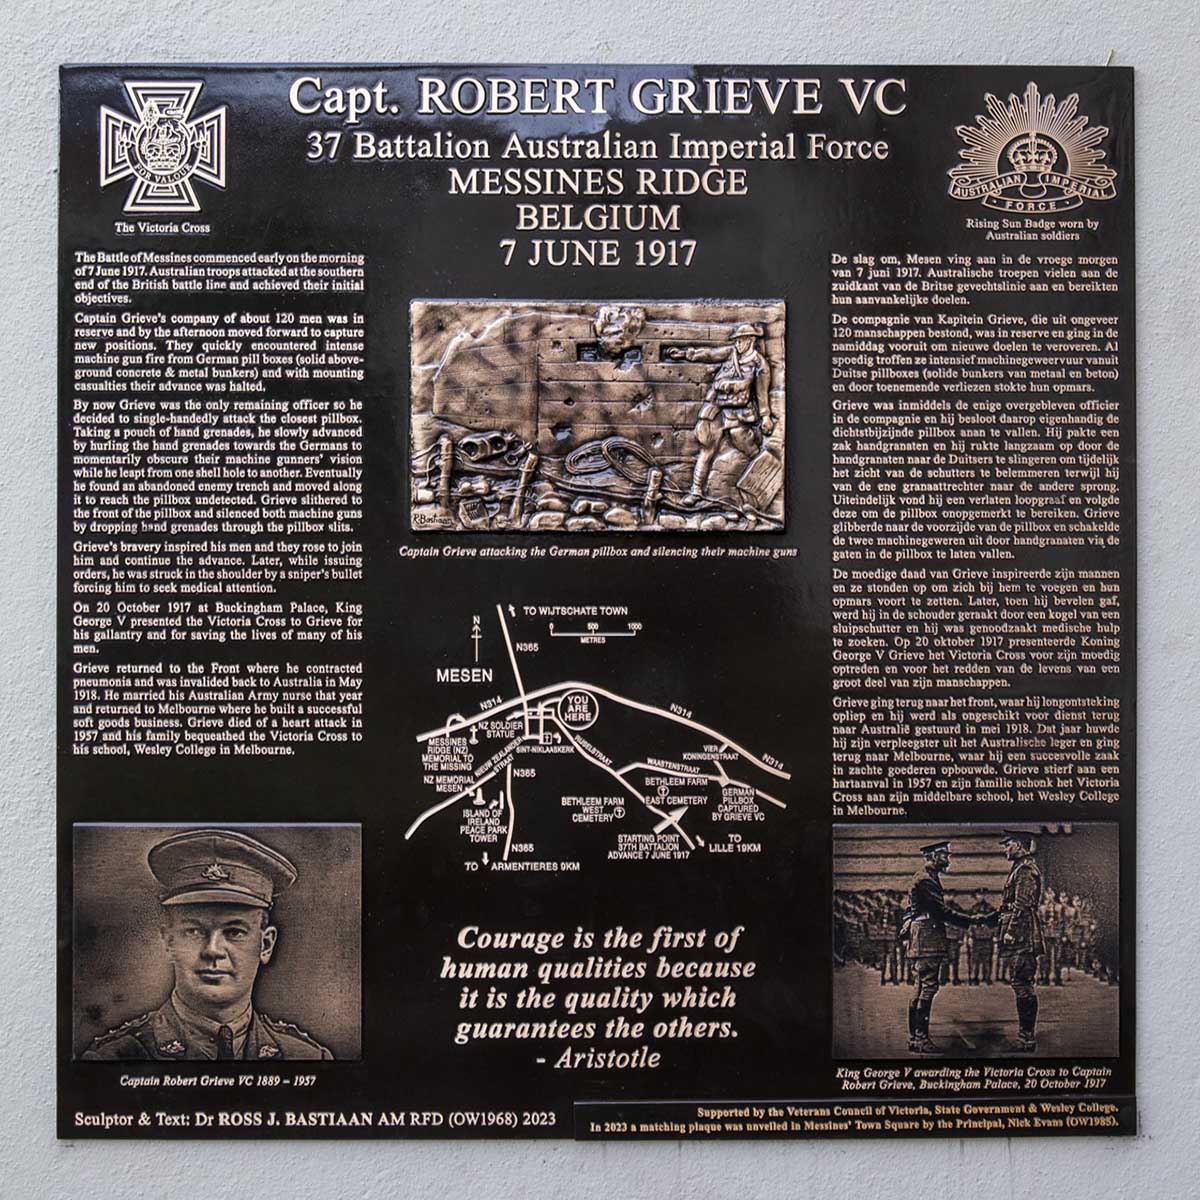 Capt. ROBERT GRIEVE VC
37 Battalion Australian Imperial Force
MESSINES RIDGE
BELGIUM
7 JUNE 1917
FOR VALOUR
The Victoria Cross
AUSTRALIAN IMPERIAL
FORCE
Rising Sun Badge worn by
Australian soldiers
The Battle of Messines commenced early on the morning
of 7 June 1917. Australian troops attacked at the southern
end of the British battle line and achieved their initial
objectives.
Captain Grieve's company of about 120 men was in
reserve and by the afternoon moved forward to capture
new positions. They quickly encountered intense
machine gun fire from German pill boxes (solid above-
ground concrete & metal bunkers) and with mounting
casualties their advance was halted.
By now Grieve was the only remaining officer so he
decided to single-handedly attack the closest pillbox.
Taking a pouch of hand grenades, he slowly advanced
by hurling the hand grenades towards the Germans to
momentarily obscure their machine gunners' vision
while he leapt from one shell hole to another. Eventually
he found an abandoned enemy trench and moved along
it to reach the pillbox undetected. Grieve slithered to
the front of the pillbox and silenced both machine guns
by dropping hand grenades through the pillbox slits.
Grieve's bravery inspired his men and they rose to join
him and continue the advance. Later, while issuing
orders, he was struck in the shoulder by a sniper's bullet
forcing him to seek medical attention.
On 20 October 1917 at Buckingham Palace, King
George V presented the Victoria Cross to Grieve for
his gallantry and for saving the lives of many of his
men.
Grieve returned to the Front where he contracted
pneumonia and was invalided back to Australia in May
1918. He married his Australian Army nurse that year
and returned to Melbourne where he built a successful
soft goods business. Grieve died of a heart attack in
1957 and his family bequeathed the Victoria Cross to
his school, Wesley College in Melbourne.
Captain Robert Grieve VC 1889 – 1957
R.Bastiaan
Captain Grieve attacking the German pillbox and silencing their machine guns
TO WIJTSCHATE TOWN
N
0 500 1000
METRES
N365
MESEN
N314
YOU
ARE
HERE
N314
NZ SOLDIER
STATUE
MESSINES
RIDGE (NZ)
MEMORIAL TO
THE MISSING
SINT-NIKLAASKERK
NIEUW ZEALANDER
STRAAT
RIJSELSTRAAT
VIER
KONINGENSTRAAT
N314
WAASTENSTRAAT
N365
NZ MEMORIAL
MESEN
BETHLEEM FARM
EAST CEMETERY
GERMAN
PILLBOX
CAPTURED
BY GRIEVE VC
BETHLEEM FARM
WEST
CEMETERY
ISLAND OF
IRELAND
PEACE PARK
TOWER
STARTING POINT
37TH BATTALION
ADVANCE 7 JUNE 1917
TO
LILLE 19KM
N365
TO ARMENTIERES 9KM
Courage is the first of
human qualities because
it is the quality which
guarantees the others.
- Aristotle
De slag om, Mesen ving aan in de vroege morgen
van 7 juni 1917. Australische troepen vielen aan de
zuidkant van de Britse gevechtslinie aan en bereikten
hun aanvankelijke doelen.
De compagnie van Kapitein Grieve, die uit ongeveer
120 manschappen bestond, was in reserve en ging in de
namiddag vooruit om nieuwe doelen te veroveren. Al
spoedig troffen ze intensief machinegeweervuur vanuit
Duitse pillboxes (solide bunkers van metaal en beton)
en door toenemende verliezen stokte hun opmars.
Grieve was inmiddels de enige overgebleven officier
in de compagnie en hij besloot daarop eigenhandig de
dichtstbijzijnde pillbox anan te vallen. Hij pakte een
zak handgranaten en hij rukte langzaam op door de
handgranaten naar de Duitsers te slingeren om tijdelijk
het zicht van de schutters te belemmeren terwijl hij
van de ene granaattrechter naar de andere sprong.
Uiteindelijk vond hij een verlaten loopgraaf en volgde
deze om de pillbox onopgemerkt te bereiken. Grieve
glibberde naar de voorzijde van de pillbox en schakelde
de twee machinegeweren uit door handgranaten via de
gaten in de pillbox te laten vallen.
De moedige daad van Grieve inspireerde zijn mannen
en ze stonden op om zich bij hem te voegen en hun
opmars voort te zetten. Later, toen hij bevelen gaf,
werd hij in de schouder geraakt door een kogel van een
sluipschutter en hij was genoodzaakt medische hulp
te zoeken. Op 20 oktober 1917 presenteerde Koning
George V Grieve het Victoria Cross voor zijn moedig
optreden en voor het redden van de levens van een
groot deel van zijn manschappen.
Grieve ging terug naar het front, waar hij longontsteking
opliep en hij werd als ongeschikt voor dienst terug
naar Australië gestuurd in mei 1918. Dat jaar huwde
hij zijn verpleegster uit het Australische leger en ging
terug naar Melbourne, waar hij een succesvolle zaak
in zachte goederen opbouwde. Grieve stierf aan een
hartaanval in 1957 en zijn familie schonk het Victoria
Cross aan zijn middelbare school, het Wesley College
in Melbourne.
King George V awarding the Victoria Cross to Captain
Robert Grieve, Buckingham Palace, 20 October 1917
Sculptor & Text: Dr ROSS J. BASTIAAN AM RFD (OW1968) 2023
Supported by the Veterans Council of Victoria, State Government & Wesley College.
In 2023 a matching plaque was unveiled in Messines' Town Square by the Principal, Nick Evans (OW1985).